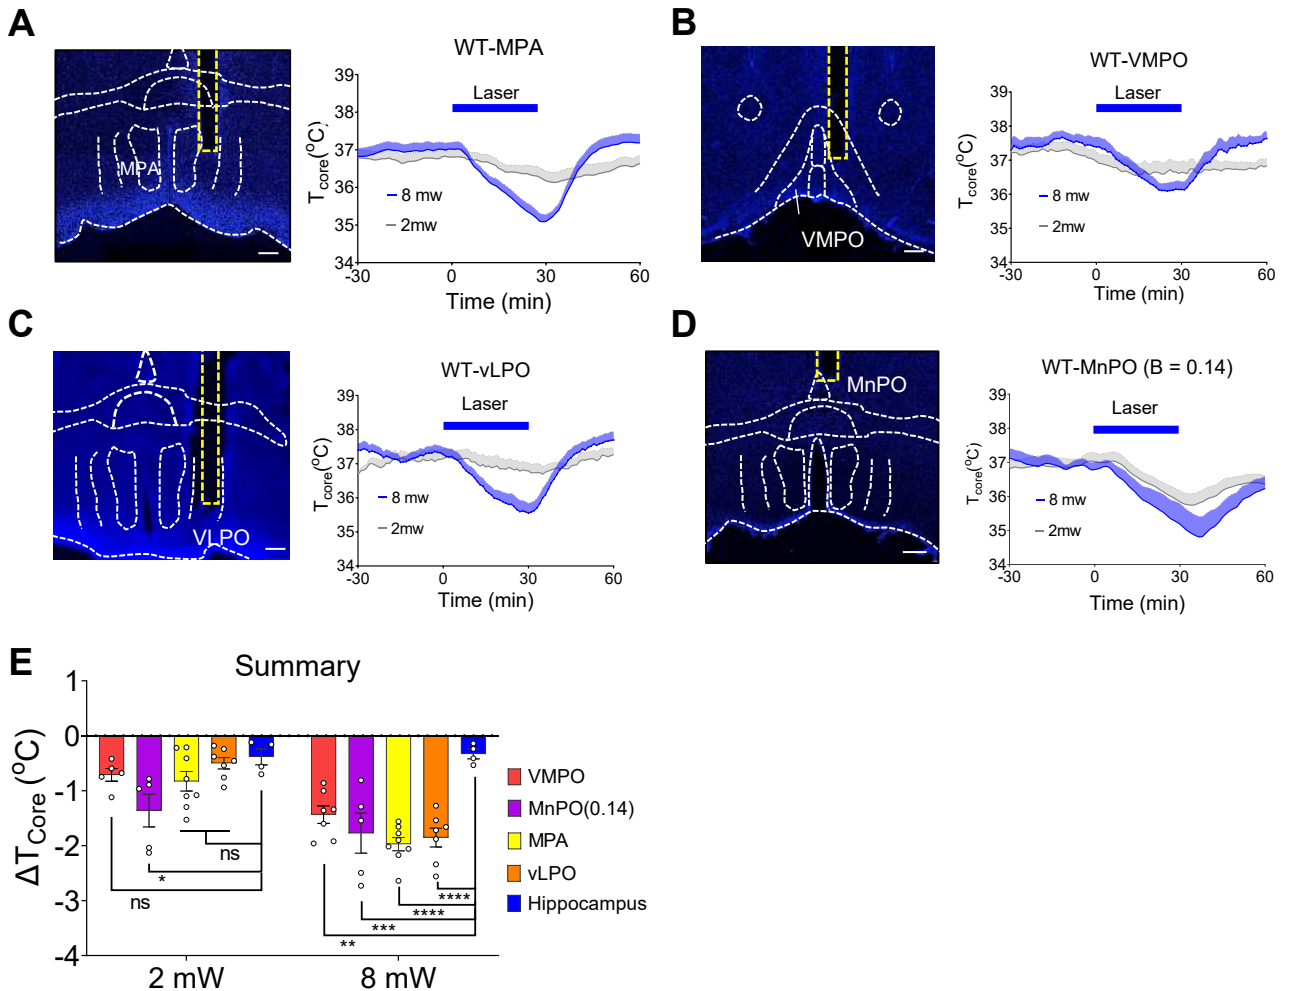 A
WT-MPA
MPA
Laser
Tcore(oC)
39
38
37
36
35
34
8 mw
2mw
-30
0
30
60
Time (min)
B
WT-VMPO
VMPO
Laser
Tcore(oC)
39
38
37
36
35
34
8 mw
2mw
-30
0
30
60
Time (min)
C
WT-vLPO
VLPO
Laser
Tcore(oC)
39
38
37
36
35
34
8 mw
2mw
-30
0
30
60
Time (min)
D
WT-MnPO (B = 0.14)
MnPO
Laser
Tcore(oC)
39
38
37
36
35
34
8 mw
2mw
-30
0
30
60
Time (min)
E
Summary
ΔTCore (oC)
1
0
-1
-2
-3
-4
ns
*
ns
****
****
***
**
2 mW
8 mW
VMPO
MnPO(0.14)
MPA
vLPO
Hippocampus